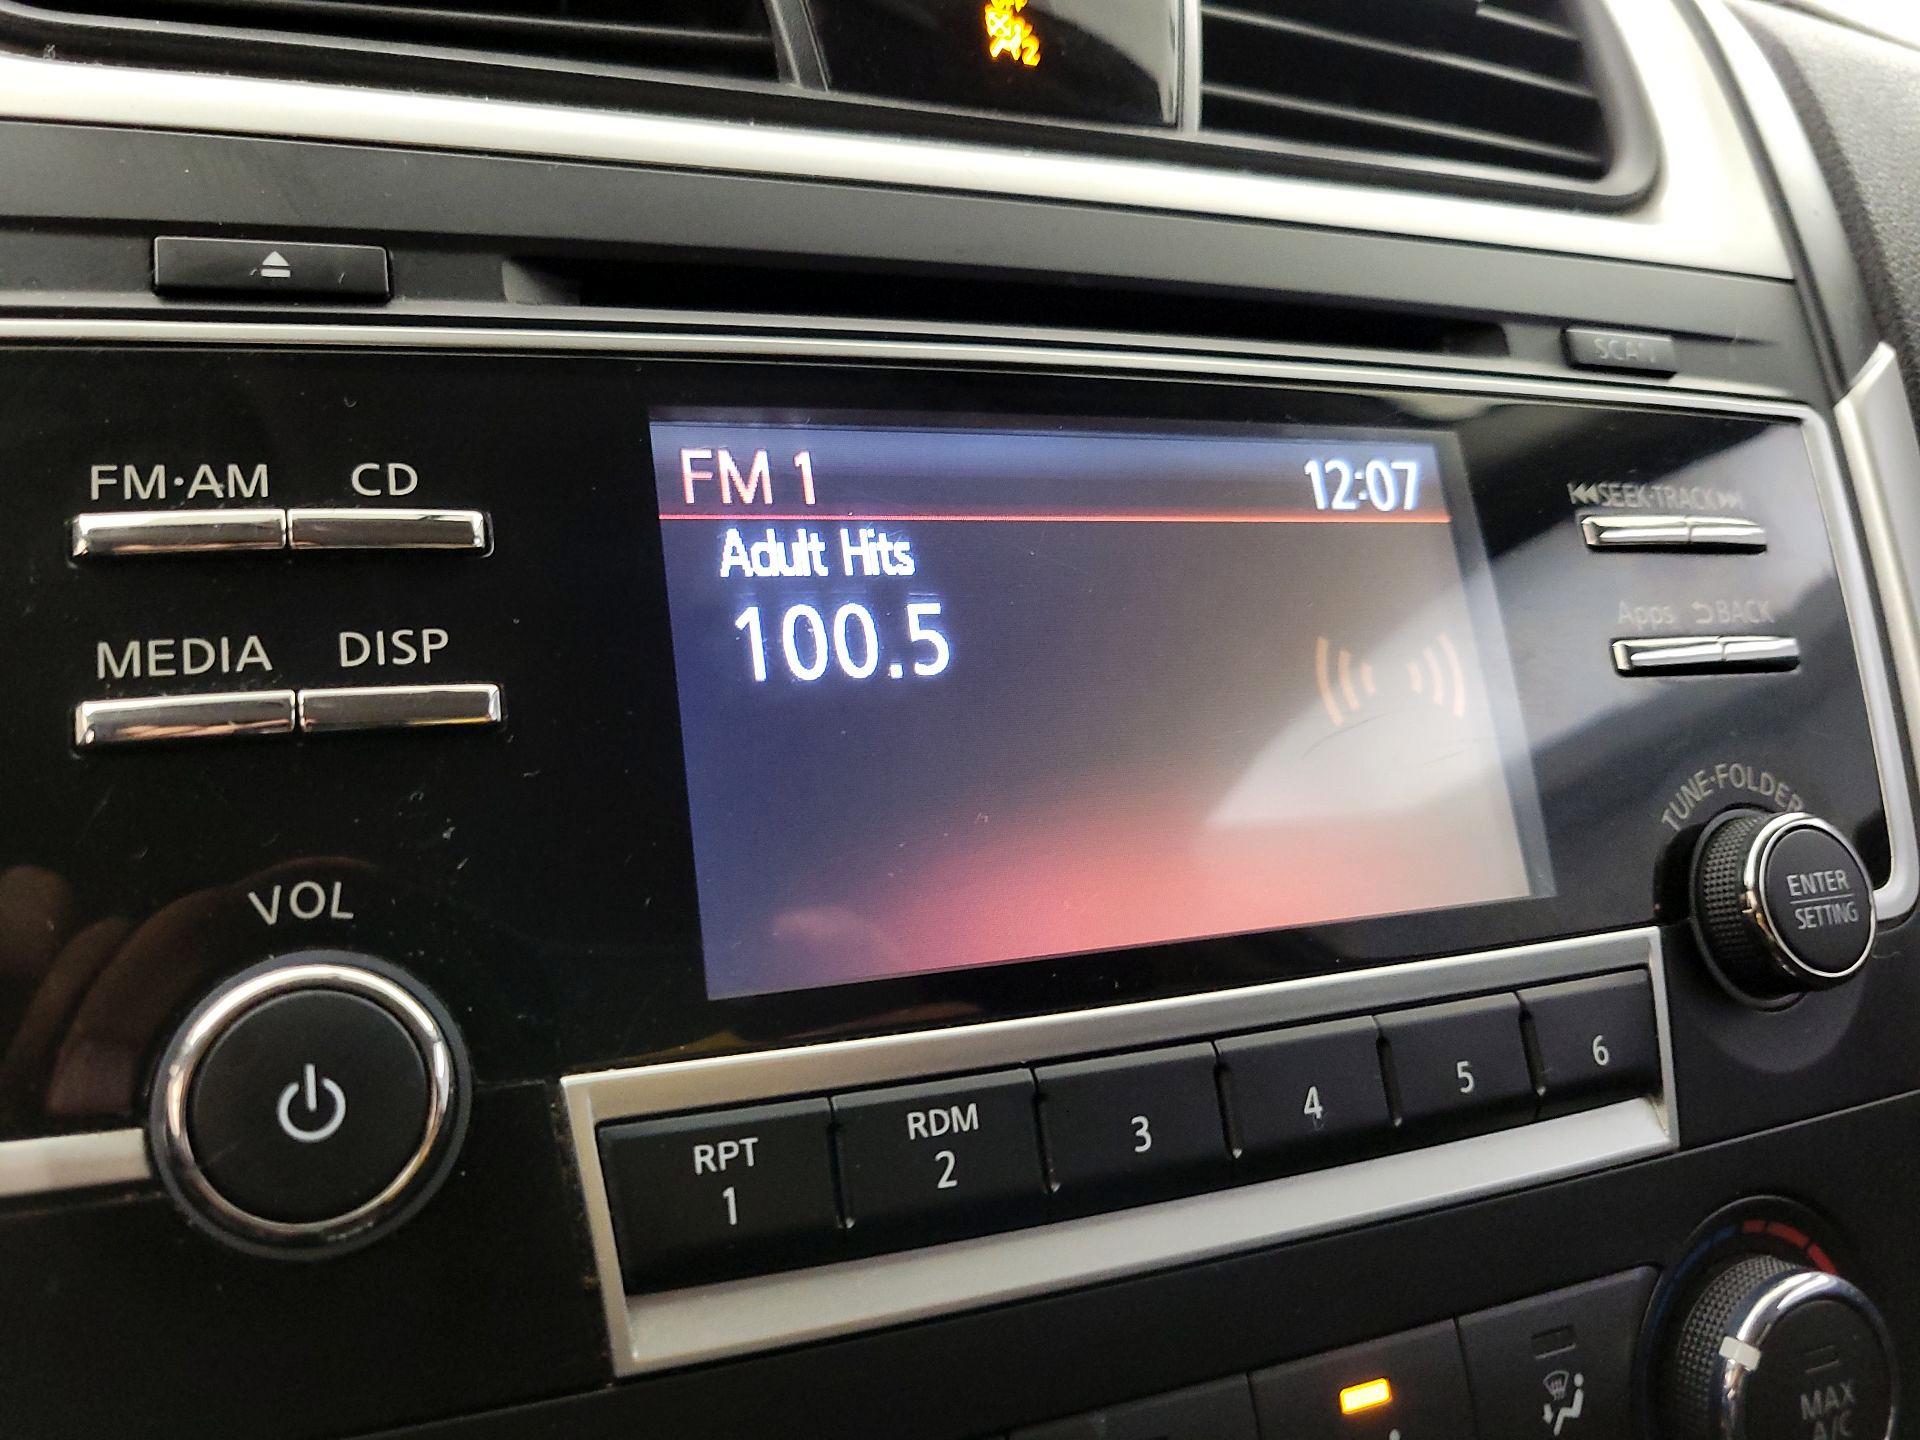 SCAN
FM·AM CD
FM 1 12:07
SEEK·TRACK
Adult Hits
100.5
Apps BACK
MEDIA DISP
TUNE·FOLDER
ENTER
SETTING
VOL
RPT
1
RDM
2
3
4
5
6
MAX
A/C